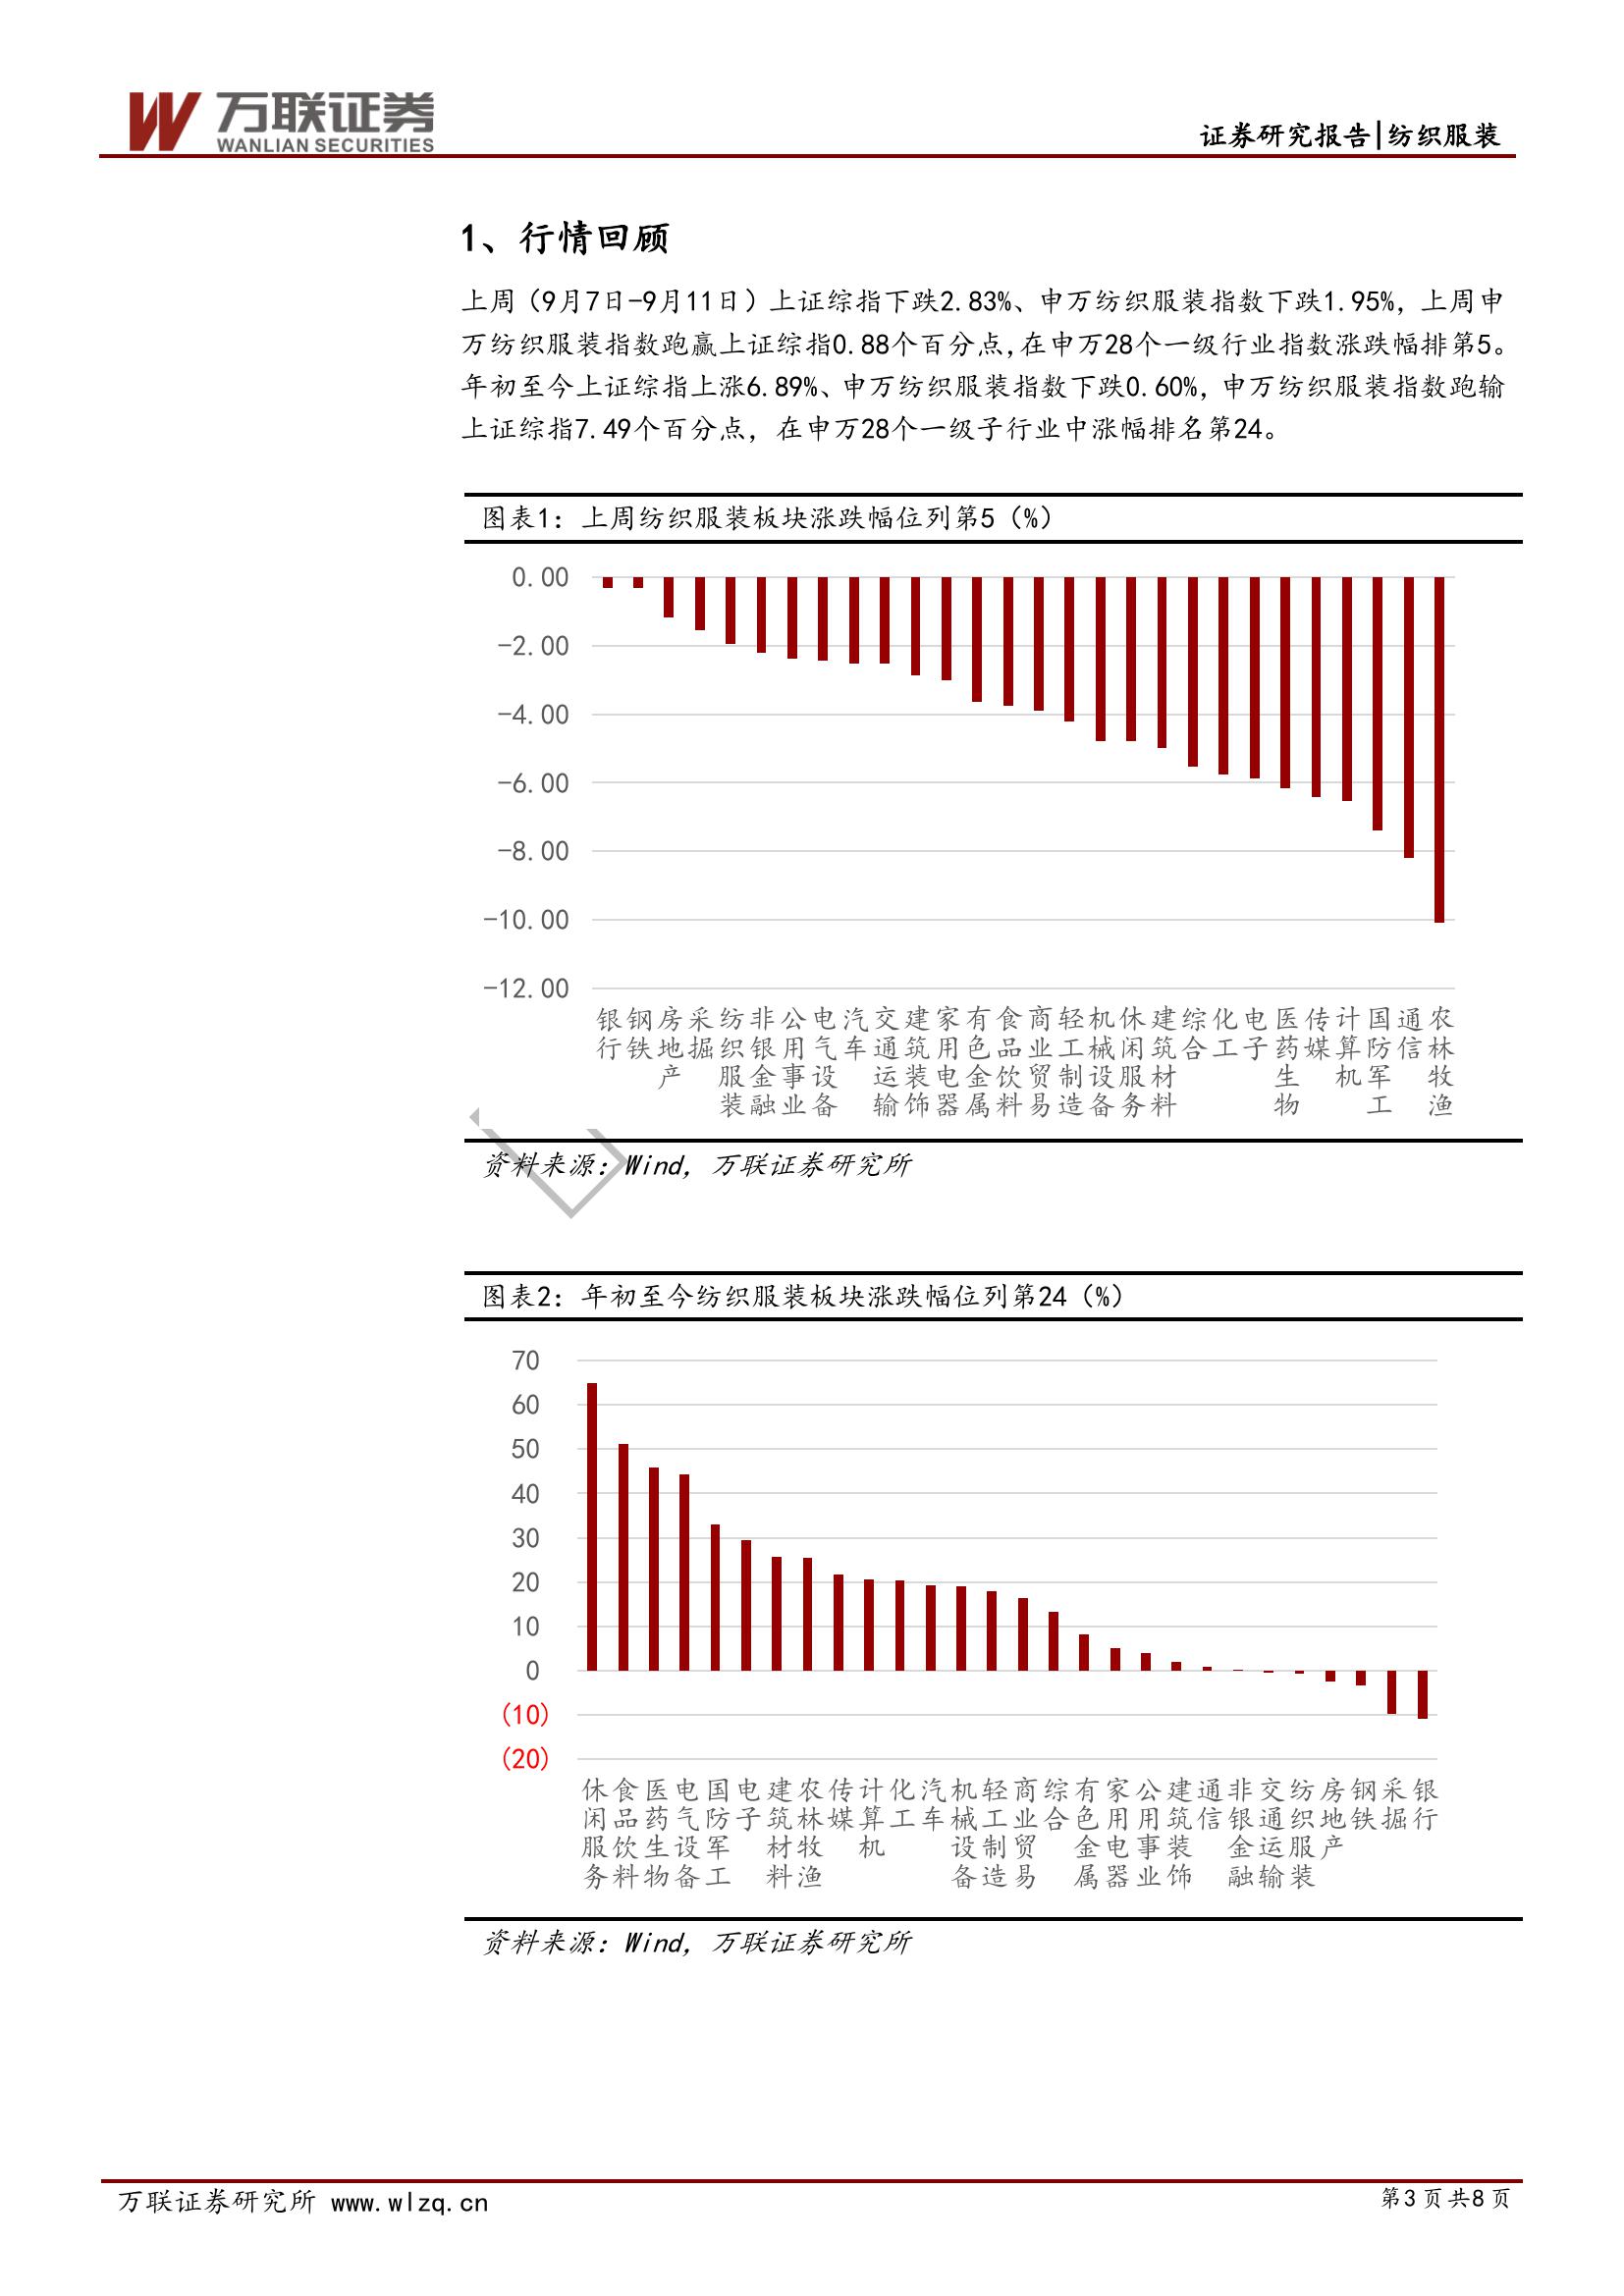 万联证券
WANLIAN SECURITIES
证券研究报告|纺织服装
1、行情回顾
上周（9月7日-9月11日）上证综指下跌2.83%、申万纺织服装指数下跌1.95%，上周申
万纺织服装指数跑赢上证综指0.88个百分点，在申万28个一级行业指数涨跌幅排第5。
年初至今上证综指上涨6.89%、申万纺织服装指数下跌0.60%，申万纺织服装指数跑输
上证综指7.49个百分点，在申万28个一级子行业中涨幅排名第24。
图表1：上周纺织服装板块涨跌幅位列第5（%）
0.00
-2.00
-4.00
-6.00
-8.00
-10.00
-12.00
银行
钢铁
房地产
采掘
纺织服装
非银金融
公用事业
电气设备
汽车
交通运输
建筑装饰
家用电器
有色金属
食品饮料
商业贸易
轻工制造
机械设备
休闲服务
建筑材料
综合
化工
电子
医药生物
传媒
计算机
国防军工
通信
农林牧渔
资料来源：Wind，万联证券研究所
图表2：年初至今纺织服装板块涨跌幅位列第24（%）
70
60
50
40
30
20
10
0
(10)
(20)
休闲服务
食品饮料
医药生物
电气设备
国防军工
电子
建筑材料
农林牧渔
传媒
计算机
化工
汽车
机械设备
轻工制造
商业贸易
综合
有色金属
家用电器
公用事业
建筑装饰
通信
非银金融
交通运输
纺织服装
房地产
钢铁
采掘
银行
资料来源：Wind，万联证券研究所
万联证券研究所 www.wlzq.cn
第3页共8页